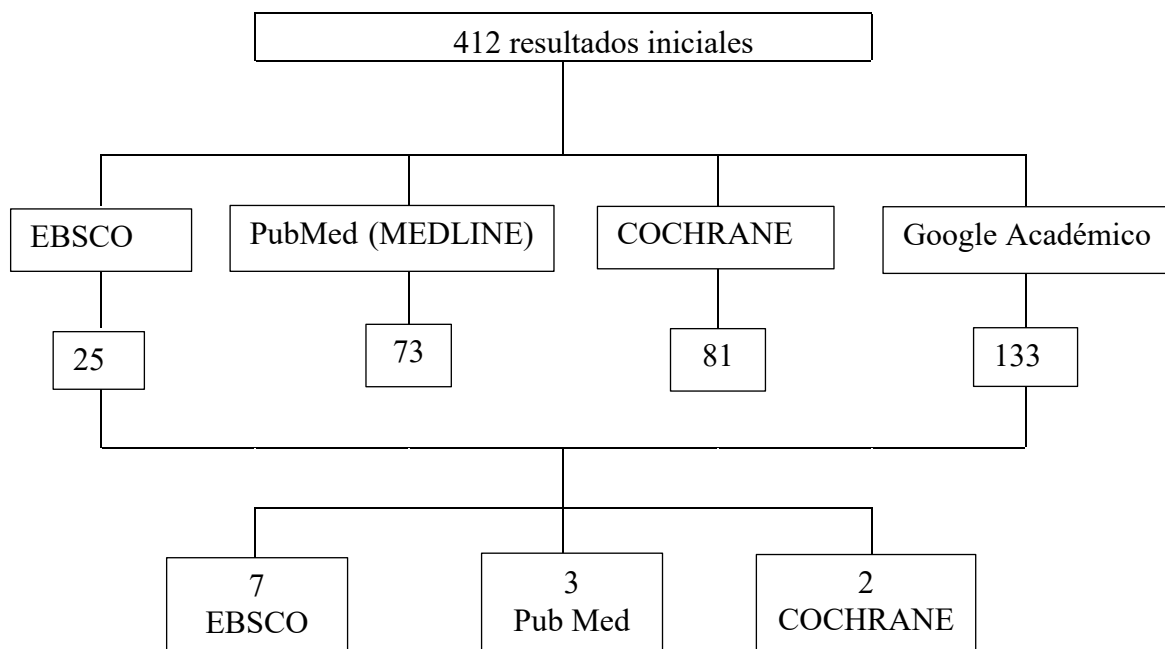 412 resultados iniciales
EBSCO
PubMed (MEDLINE)
COCHRANE
Google Académico
25
73
81
133
7
EBSCO
3
Pub Med
2
COCHRANE